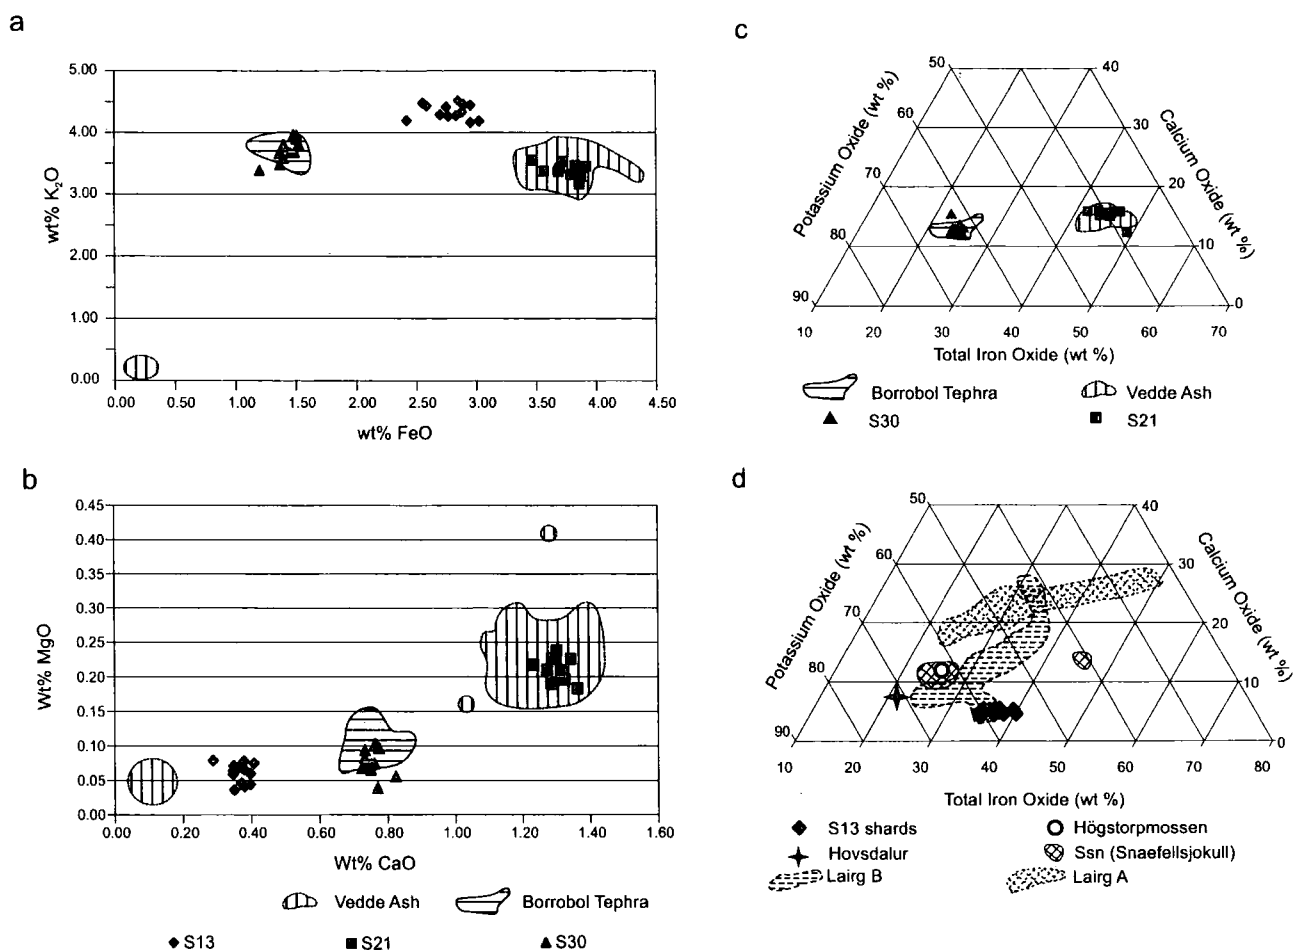 a
5.00
4.00
3.00
2.00
1.00
0.00
wt% K2O
0.00 0.50 1.00 1.50 2.00 2.50 3.00 3.50 4.00 4.50
wt% FeO
b
0.45
0.40
0.35
0.30
0.25
0.20
0.15
0.10
0.05
0.00
Wt% MgO
0.00 0.20 0.40 0.60 0.80 1.00 1.20 1.40 1.60
Wt% CaO
Vedde Ash Borrobol Tephra
S13 S21 S30
c
50 40
60 30
70 20
80 10
90 0
Potassium Oxide (wt %)
Calcium Oxide (wt %)
10 20 30 40 50 60 70
Total Iron Oxide (wt %)
Borrobol Tephra Vedde Ash
S30 S21
d
50 40
60 30
70 20
80 10
90 0
Potassium Oxide (wt %)
Calcium Oxide (wt %)
10 20 30 40 50 60 70 80
Total Iron Oxide (wt %)
S13 shards Högstorpmossen
Hovsdalur Ssn (Snaefellsjokull)
Lairg B Lairg A